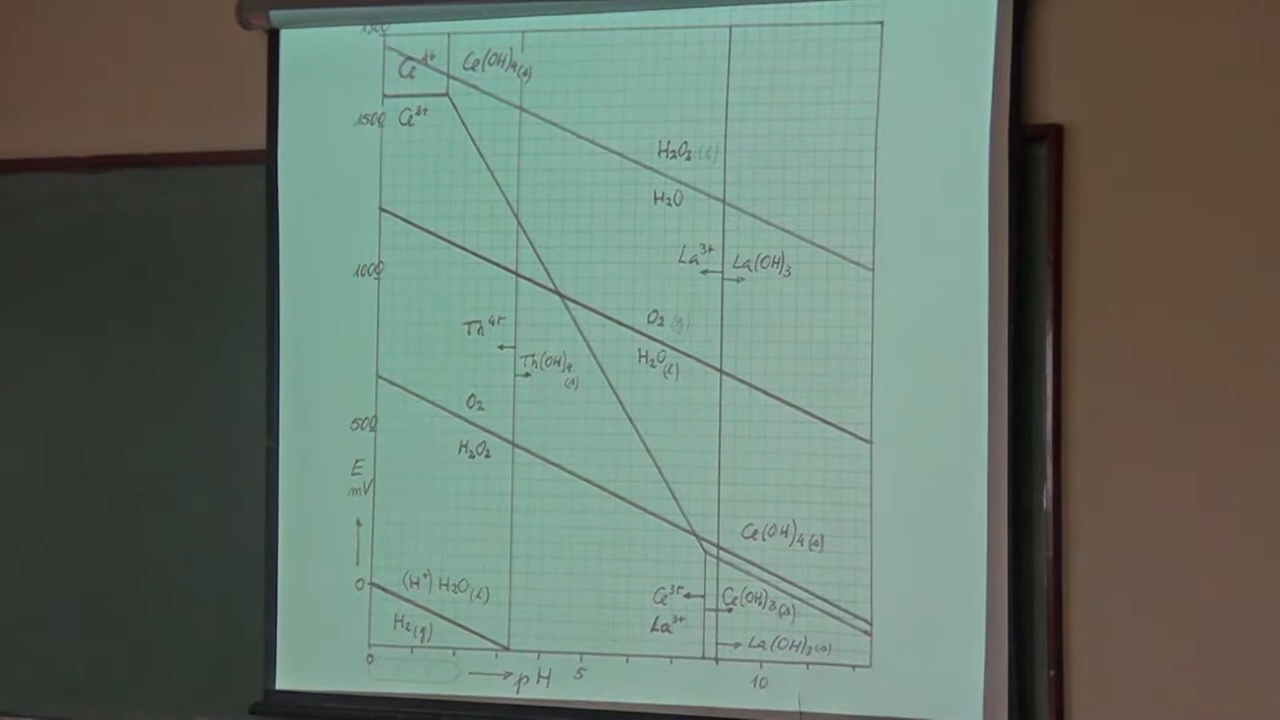 Ce4+
Ce(OH)4(s)
1500
Ce3+
H2O2 (l)
H2O
La3+
La(OH)3
1000
O2 (g)
H2O(l)
Th4+
Th(OH)4
(s)
O2
500
H2O2
E
mV
Ce(OH)4(s)
0
(H+) H2O(l)
H2(g)
Ce3+
Ce(OH)3(s)
La3+
La(OH)3(s)
0
pH
5
10